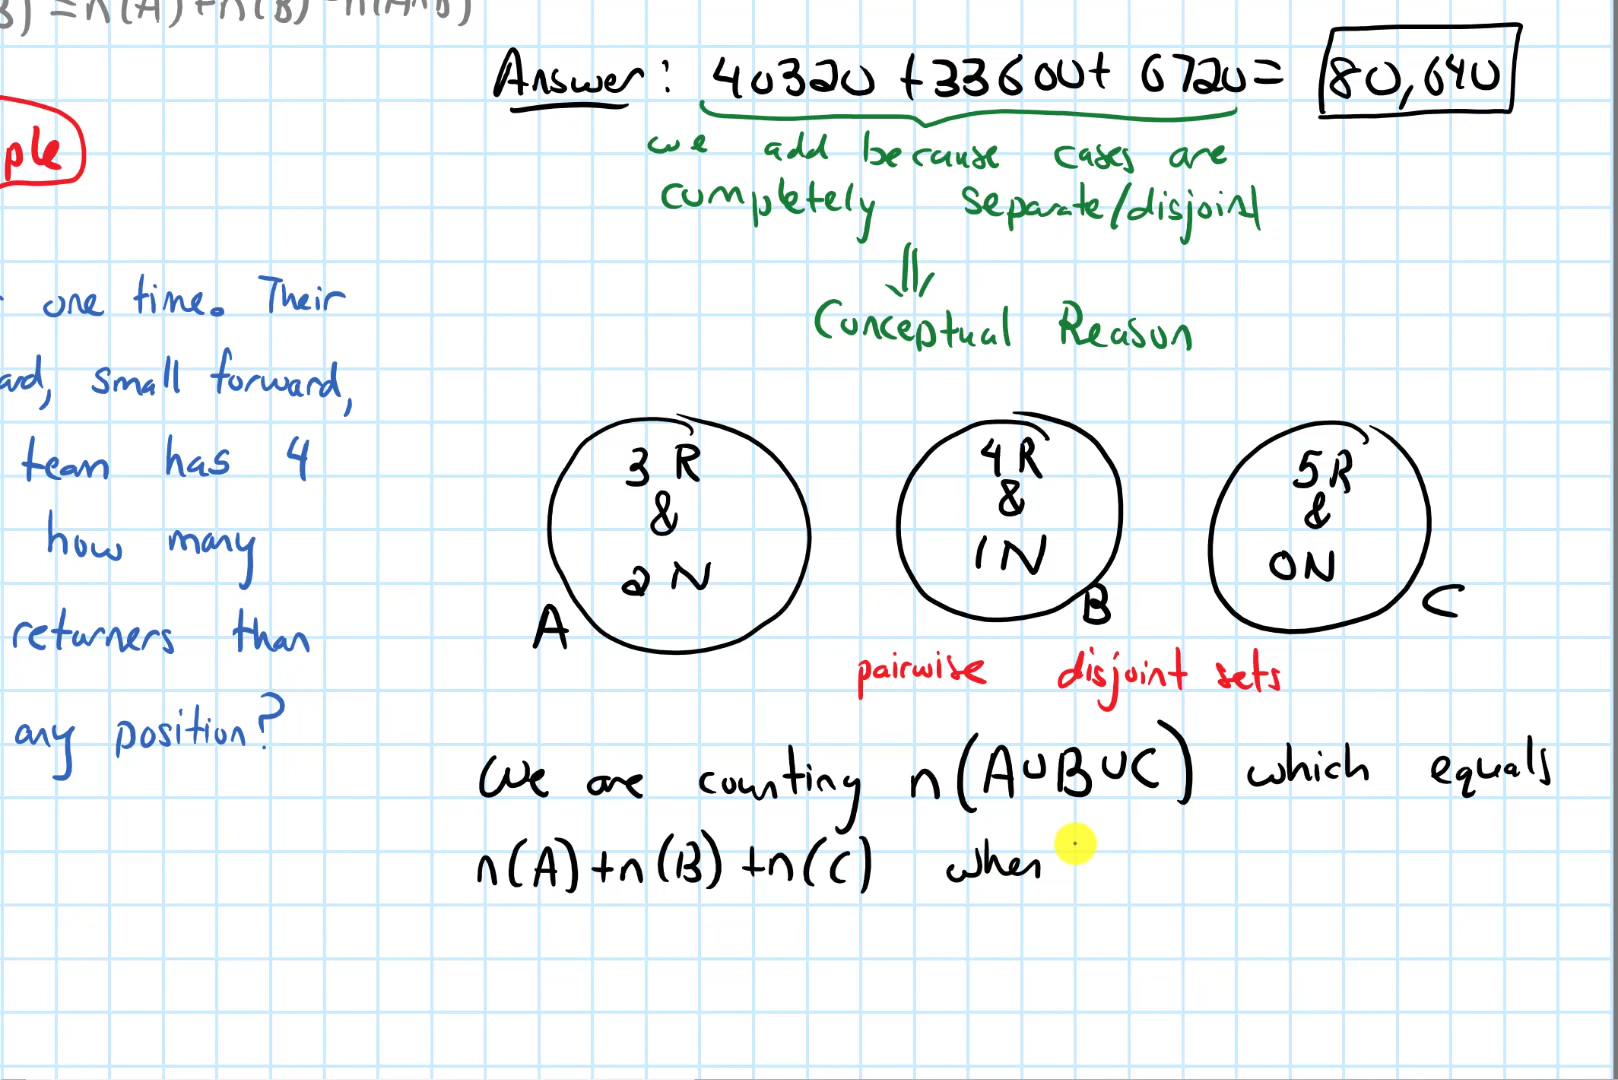 B) = n(A)+n(B)-n(A∩B)
Answer: 40320 +33600+ 6720= 80,640
we add because cases are
completely separate/disjoint
⇓
Conceptual Reason
ple
one time. Their
ard, small forward,
team has 4
how many
returners than
any position?
3 R
&
2 N
A
4 R
&
1 N
B
5 R
&
0 N
C
pairwise disjoint sets
We are counting n(A∪B∪C) which equals
n(A)+n(B)+n(C) when